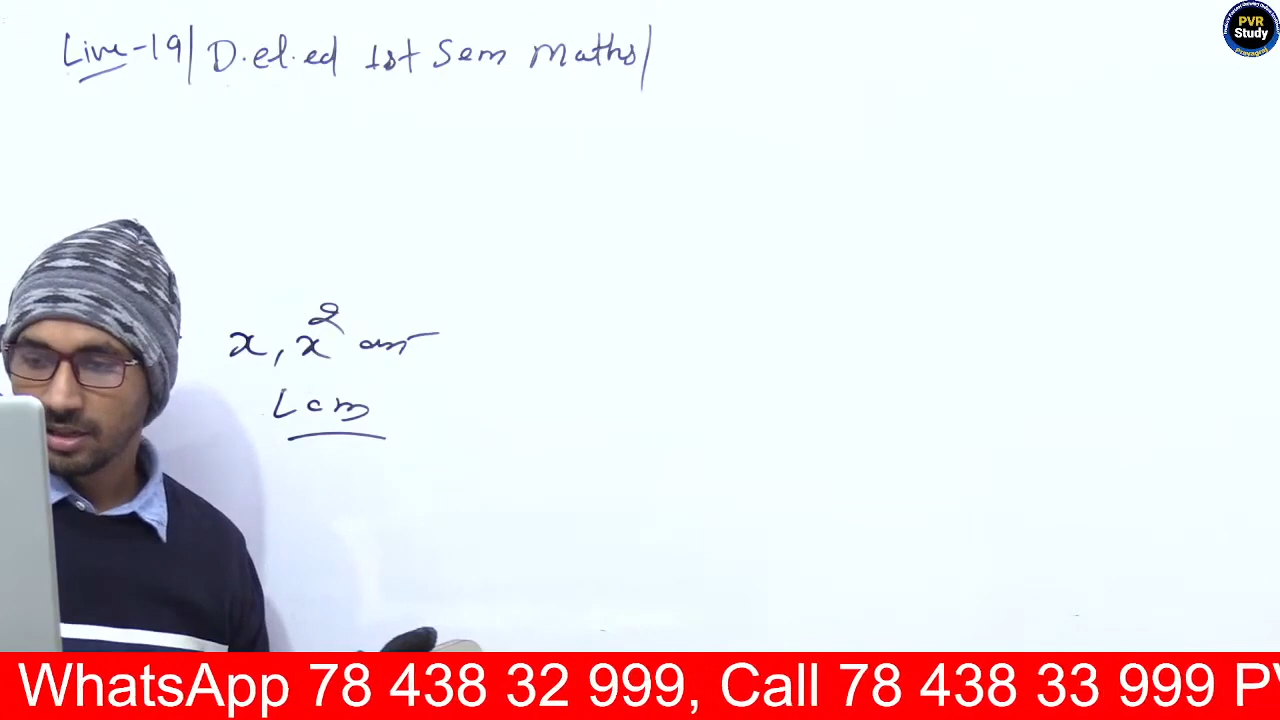 Live-19/ D.el.ed 1st Sem Maths/
PVR
Study
Prayagraj
x, x² का
Lcm
WhatsApp 78 438 32 999, Call 78 438 33 999 P